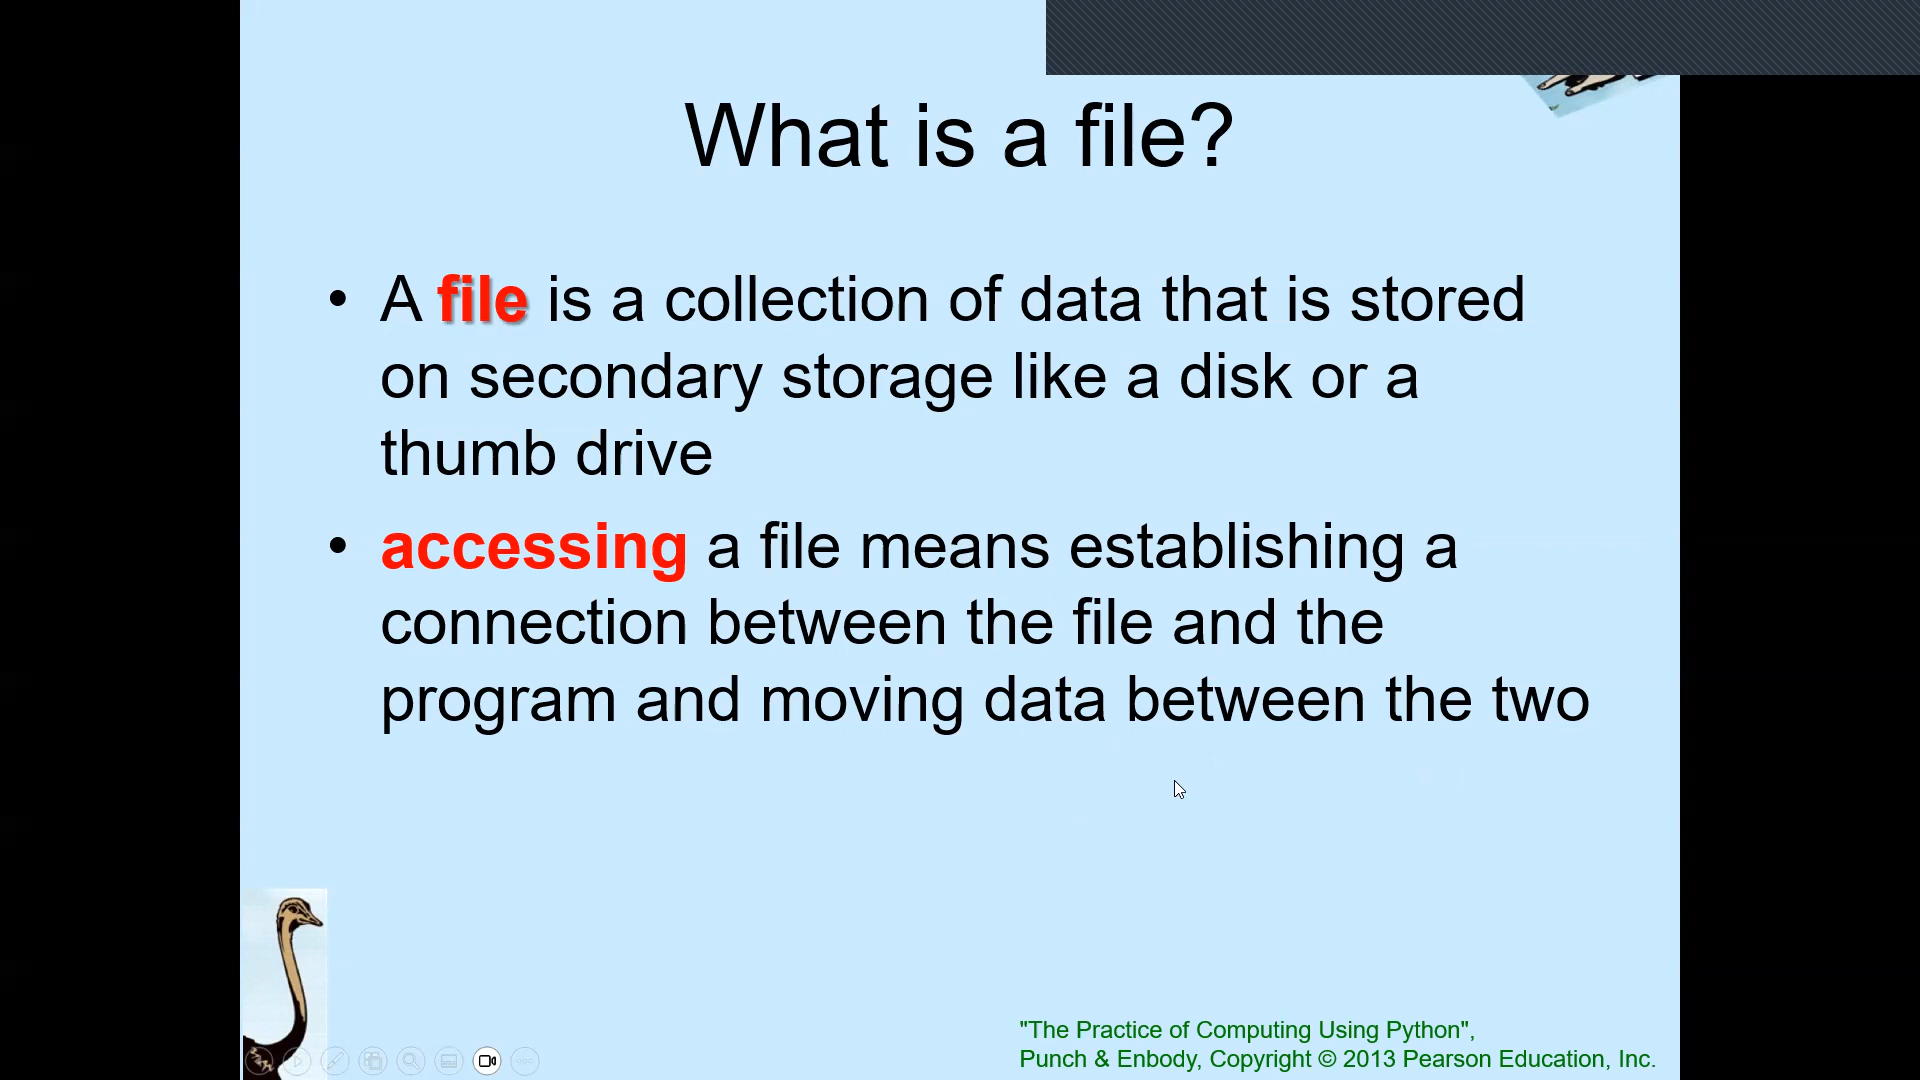 What is a file?
• A file is a collection of data that is stored
on secondary storage like a disk or a
thumb drive
• accessing a file means establishing a
connection between the file and the
program and moving data between the two
"The Practice of Computing Using Python",
Punch & Enbody, Copyright © 2013 Pearson Education, Inc.